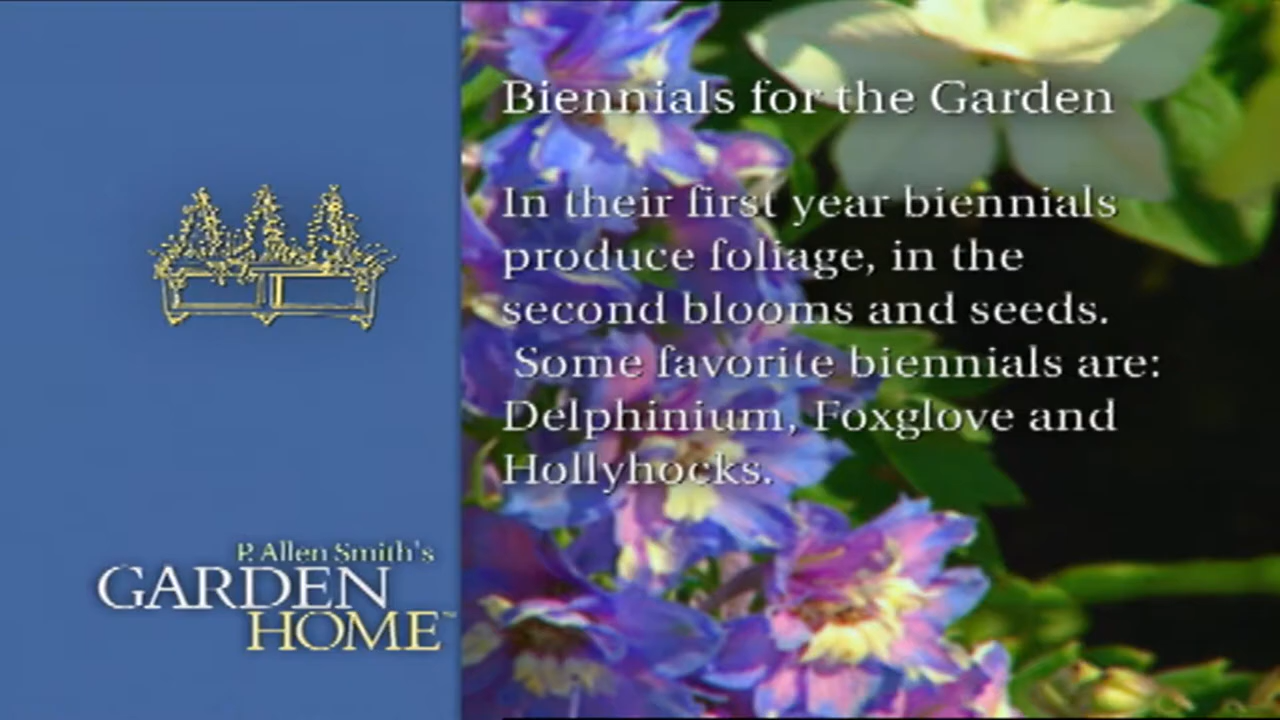 Biennials for the Garden
In their first year biennials
produce foliage, in the
second blooms and seeds.
Some favorite biennials are:
Delphinium, Foxglove and
Hollyhocks.
P. Allen Smith's
GARDEN
HOME™